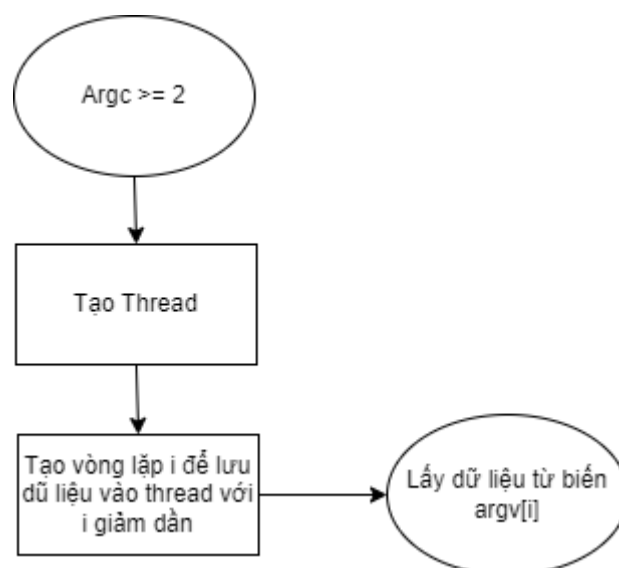 Argc >= 2
Tạo Thread
Tạo vòng lặp i để lưu
dũ liệu vào thread với
i giảm dần
Lấy dữ liệu từ biến
argv[i]